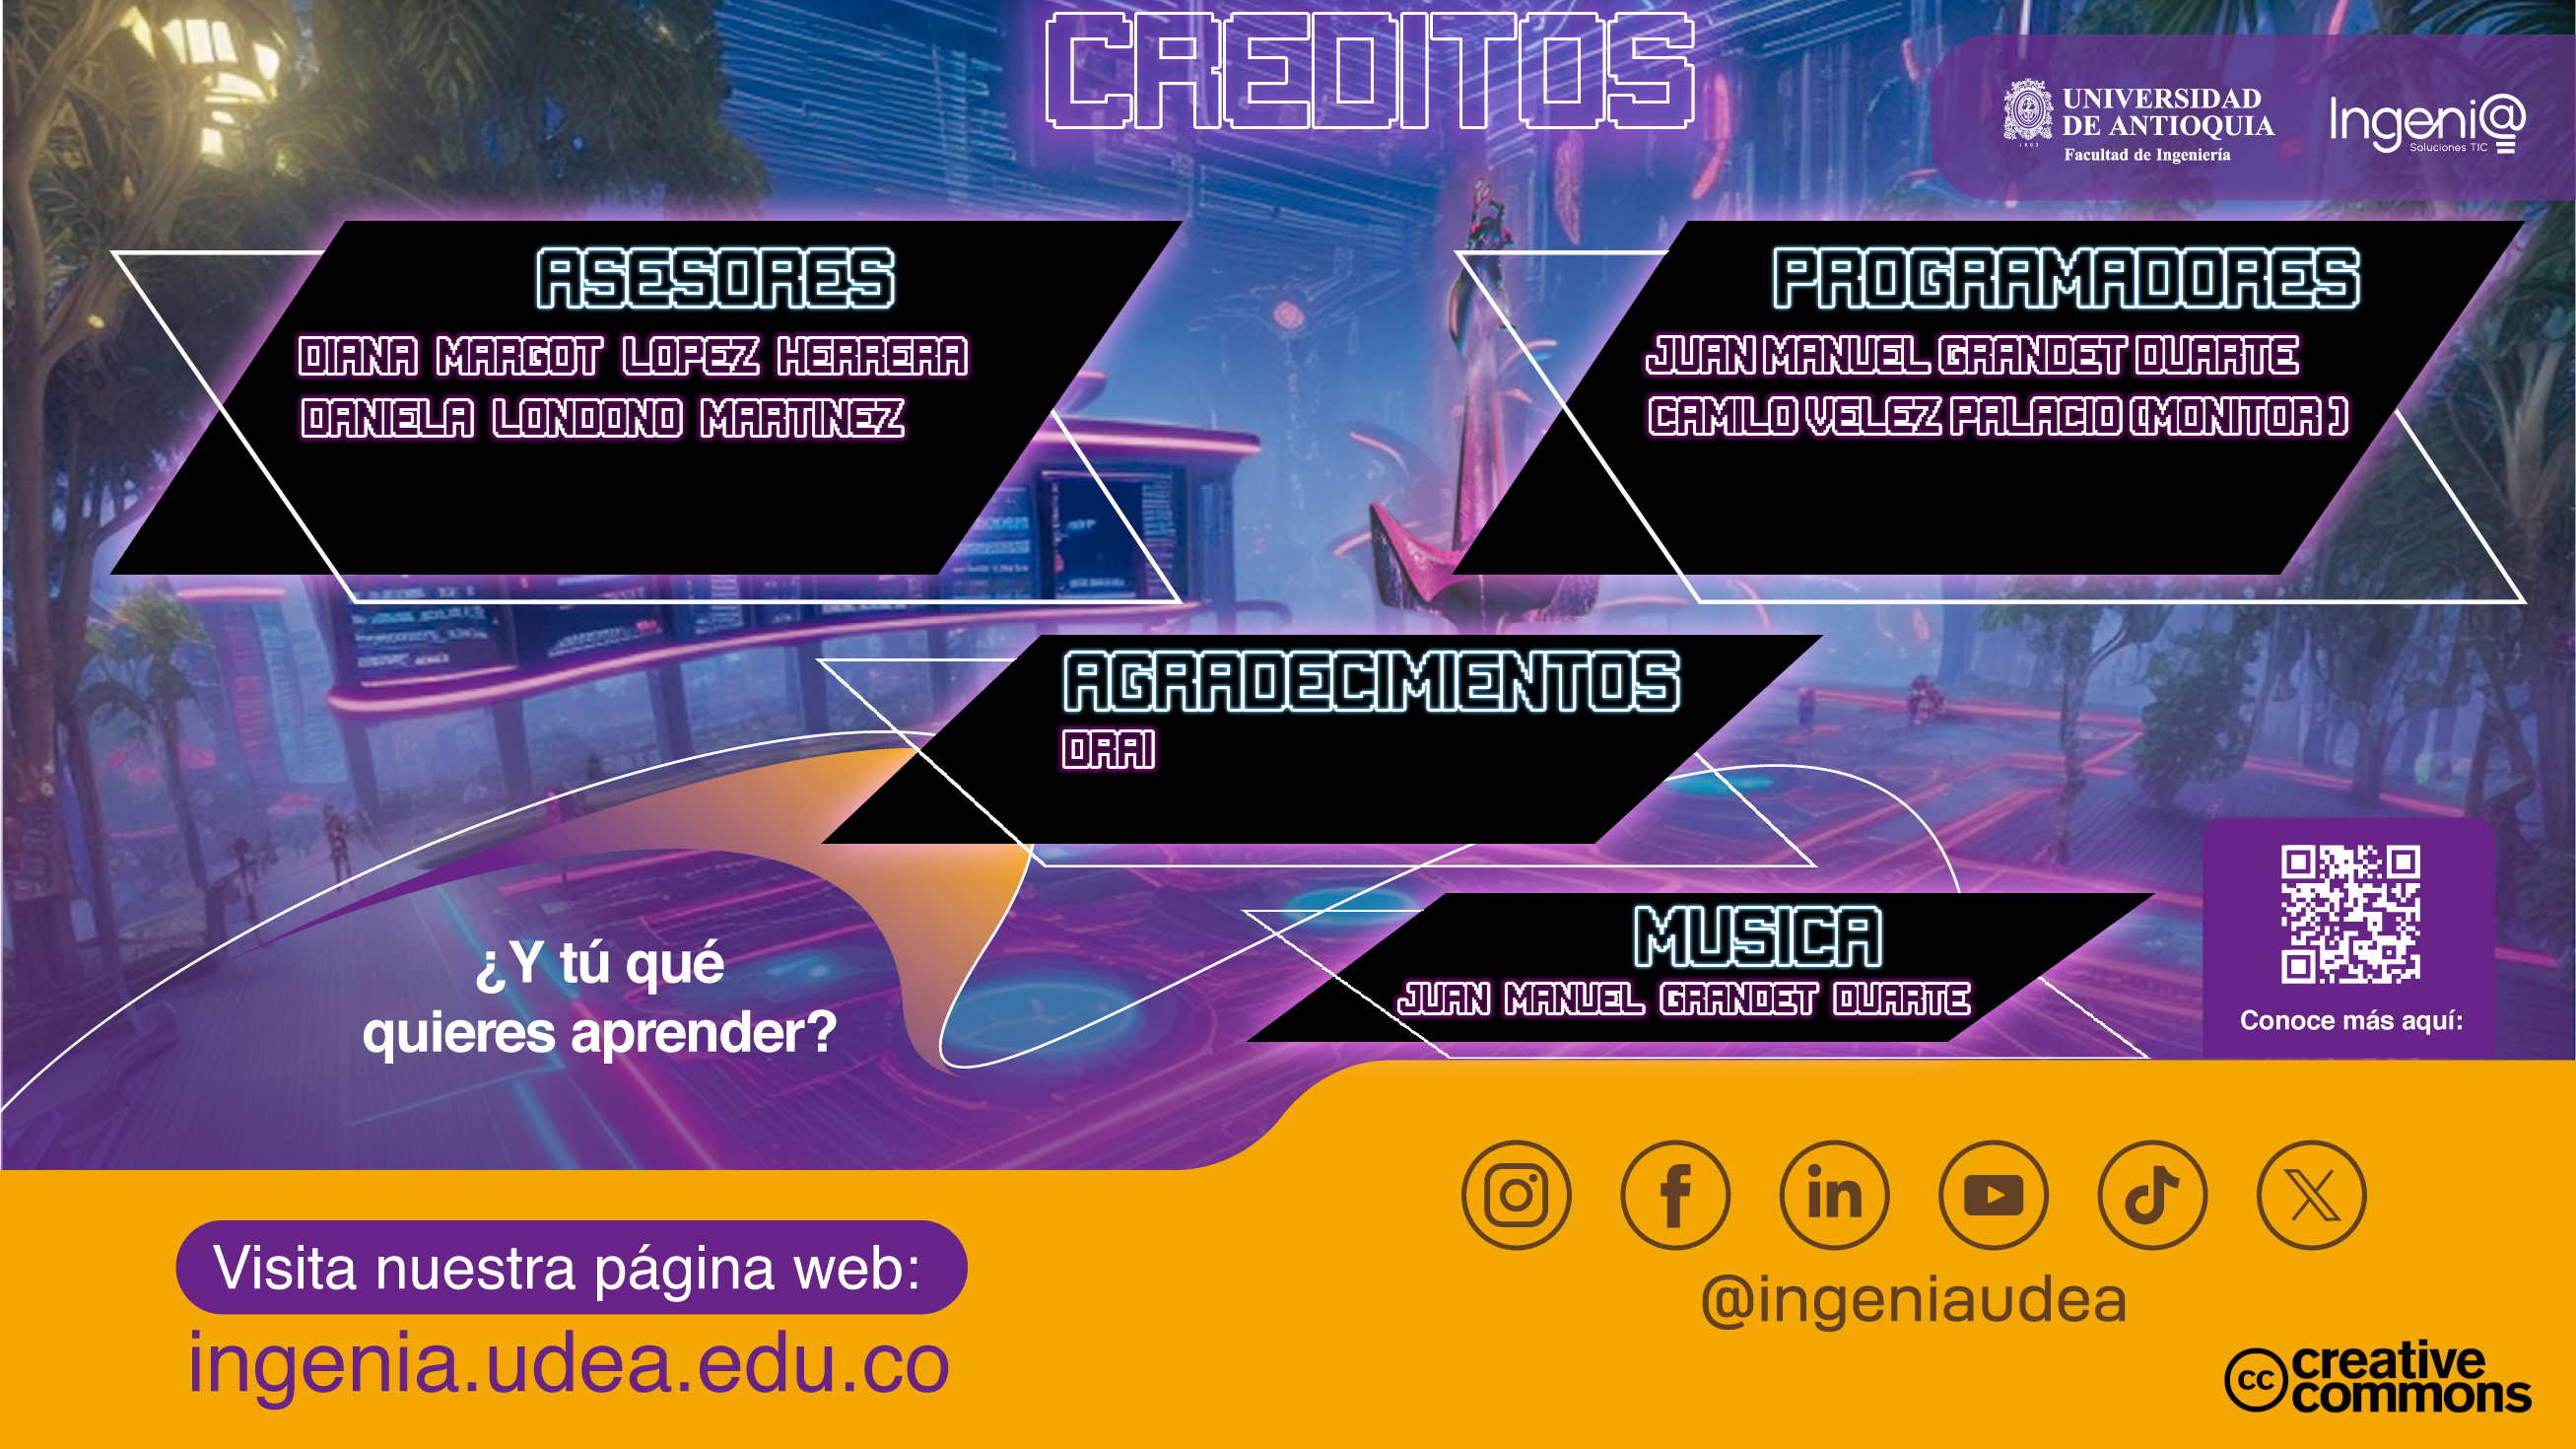 CREDITOS
UNIVERSIDAD
DE ANTIOQUIA
1803
Facultad de Ingeniería
Ingeni@
Soluciones TIC
ASESORES
DIANA MARGOT LOPEZ HERRERA
DANIELA LONDONO MARTINEZ
PROGRAMADORES
JUAN MANUEL GRANDET DUARTE
CAMILO VELEZ PALACIO (MONITOR )
AGRADECIMIENTOS
DRAI
MUSICA
JUAN MANUEL GRANDET DUARTE
¿Y tú qué
quieres aprender?
Conoce más aquí:
Visita nuestra página web:
ingenia.udea.edu.co
@ingeniaudea
cc creative
commons